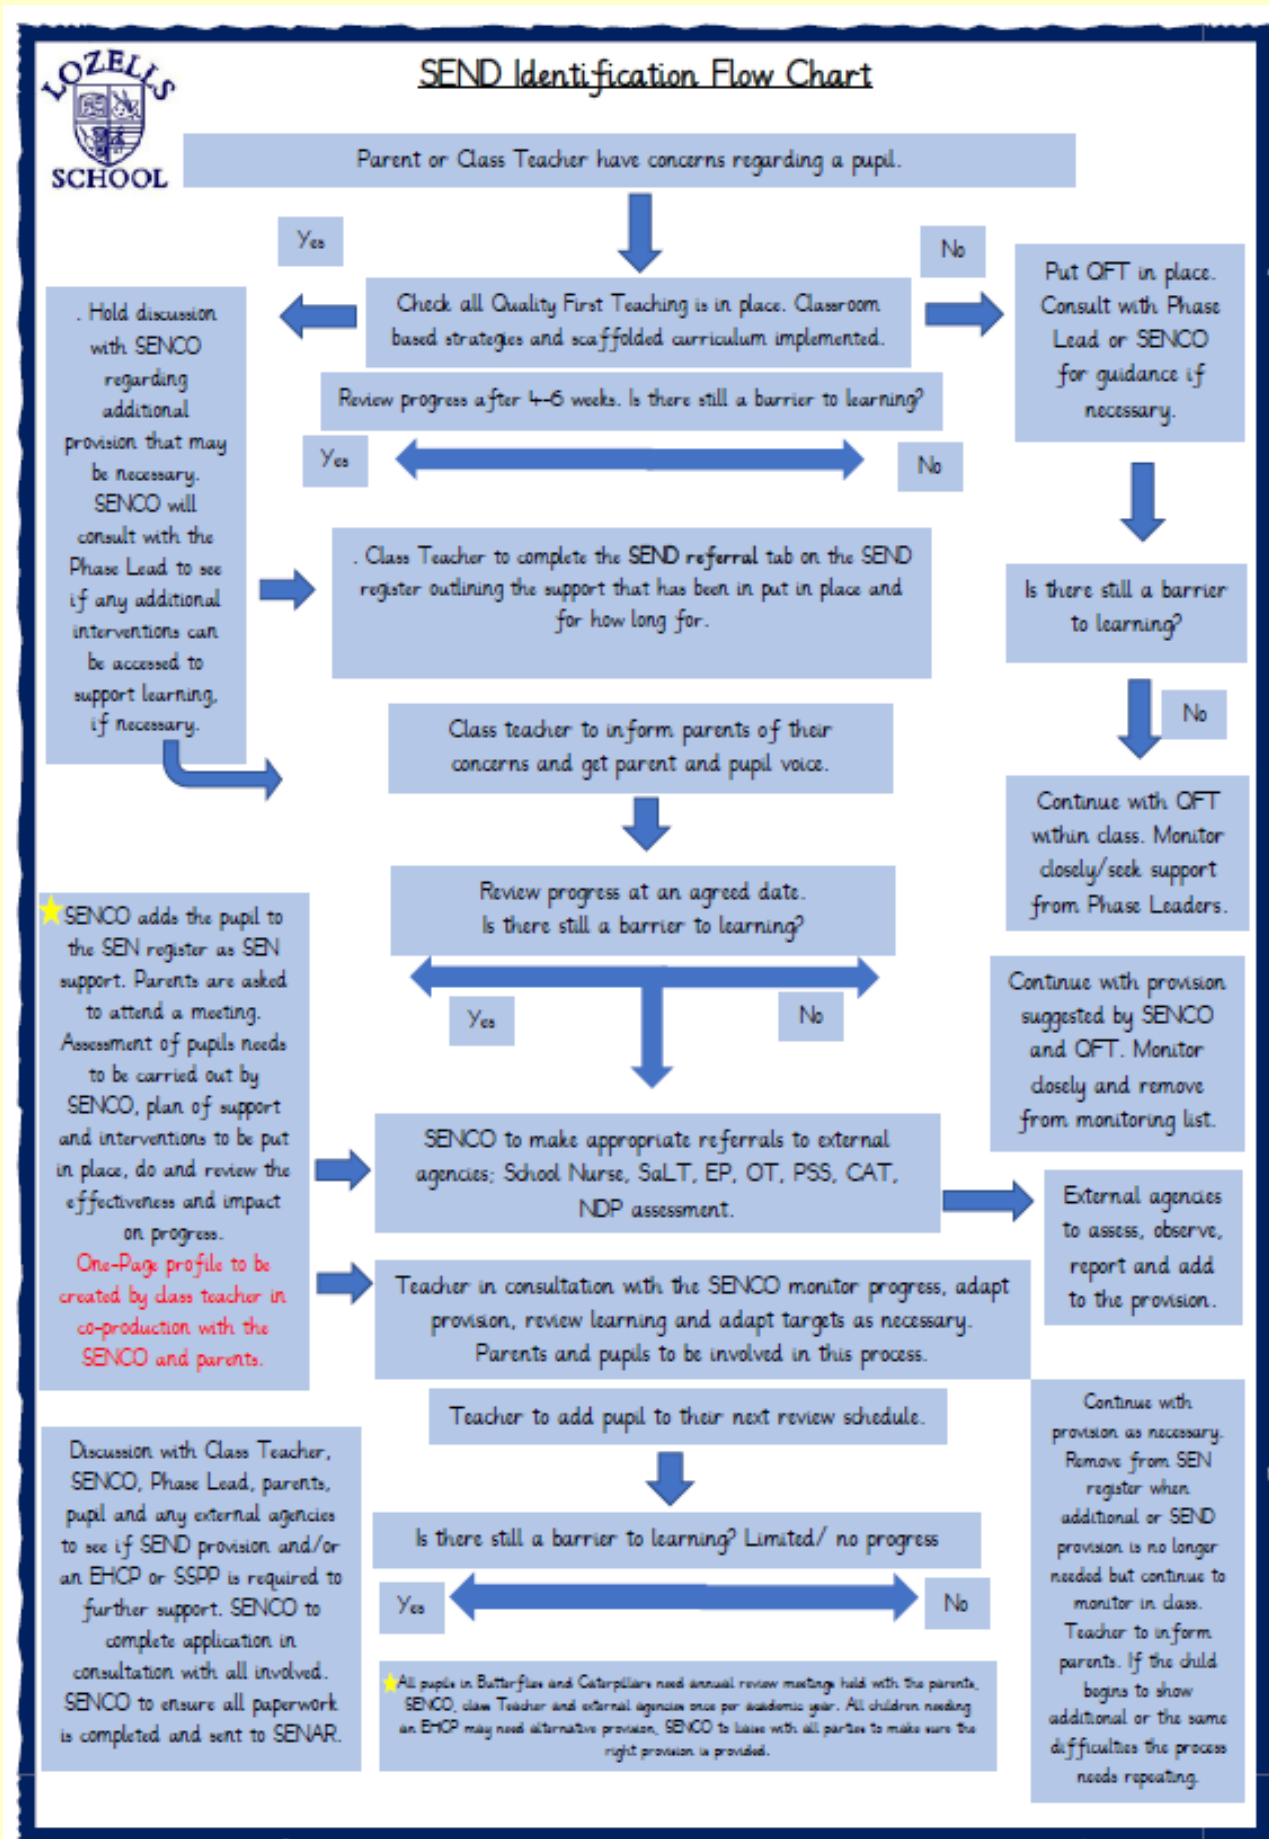 LOZELLS
SCHOOL
SEND Identification Flow Chart
Parent or Class Teacher have concerns regarding a pupil.
Yes
No
Check all Quality First Teaching is in place. Classroom
based strategies and scaffolded curriculum implemented.
Put QFT in place.
Consult with Phase
Lead or SENCO
for guidance if
necessary.
. Hold discussion
with SENCO
regarding
additional
provision that may
be necessary.
SENCO will
consult with the
Phase Lead to see
if any additional
interventions can
be accessed to
support learning,
if necessary.
Review progress after 4-6 weeks. Is there still a barrier to learning?
Yes
No
. Class Teacher to complete the SEND referral tab on the SEND
register outlining the support that has been in put in place and
for how long for.
Is there still a barrier
to learning?
No
Class teacher to inform parents of their
concerns and get parent and pupil voice.
Continue with QFT
within class. Monitor
closely/seek support
from Phase Leaders.
Review progress at an agreed date.
Is there still a barrier to learning?
Yes
No
SENCO adds the pupil to
the SEN register as SEN
support. Parents are asked
to attend a meeting.
Assessment of pupils needs
to be carried out by
SENCO, plan of support
and interventions to be put
in place, do and review the
effectiveness and impact
on progress.
One-Page profile to be
created by class teacher in
co-production with the
SENCO and parents.
Continue with provision
suggested by SENCO
and QFT. Monitor
closely and remove
from monitoring list.
SENCO to make appropriate referrals to external
agencies; School Nurse, SaLT, EP, OT, PSS, CAT,
NDP assessment.
External agencies
to assess, observe,
report and add
to the provision.
Teacher in consultation with the SENCO monitor progress, adapt
provision, review learning and adapt targets as necessary.
Parents and pupils to be involved in this process.
Teacher to add pupil to their next review schedule.
Discussion with Class Teacher,
SENCO, Phase Lead, parents,
pupil and any external agencies
to see if SEND provision and/or
an EHCP or SSPP is required to
further support. SENCO to
complete application in
consultation with all involved.
SENCO to ensure all paperwork
is completed and sent to SENAR.
Is there still a barrier to learning? Limited/ no progress
Yes
No
Continue with
provision as necessary.
Remove from SEN
register when
additional or SEND
provision is no longer
needed but continue to
monitor in class.
Teacher to inform
parents. If the child
begins to show
additional or the same
difficulties the process
needs repeating.
All pupils in Butterflies and Caterpillars need annual review meetings held with the parents,
SENCO, class Teacher and external agencies once per academic year. All children needing
an EHCP may need alternative provision, SENCO to liaise with all parties to make sure the
right provision is provided.